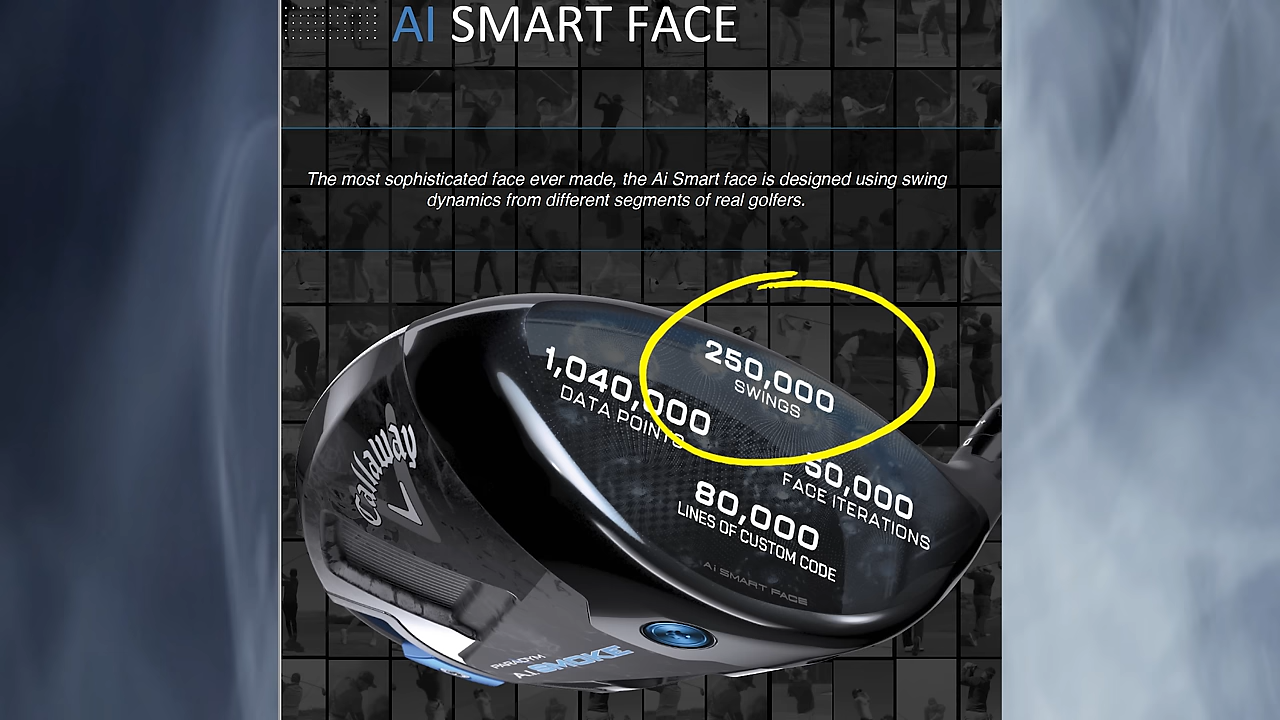 AI SMART FACE
The most sophisticated face ever made, the Ai Smart face is designed using swing
dynamics from different segments of real golfers.
250,000
SWINGS
1,040,000
DATA POINTS
50,000
FACE ITERATIONS
80,000
LINES OF CUSTOM CODE
Ai SMART FACE
Callaway
PARADYM
Ai SMOKE